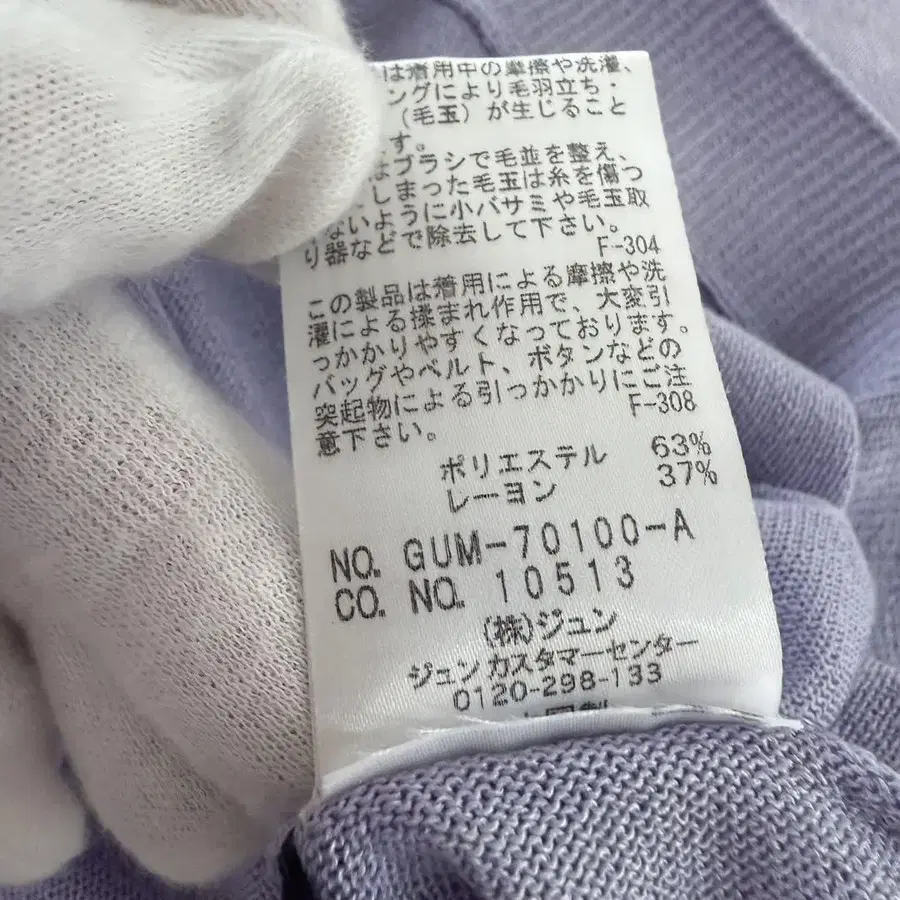 は着用中の摩擦や洗濯、
ングにより毛羽立ち・
（毛玉）が生じること
す。
はブラシで毛並を整え、
しまった毛玉は糸を傷つ
ないように小バサミや毛玉取
り器などで除去して下さい。
F-304
この製品は着用による摩擦や洗
濯による揉まれ作用で、大変引
っかかりやすくなっております。
バッグやベルト、ボタンなどの
突起物による引っかかりにご注
意下さい。
F-308
ポリエステル 63%
レーヨン 37%
NO. GUM-70100-A
CO. NO. 10513
(株)ジュン
ジュン カスタマーセンター
0120-298-133